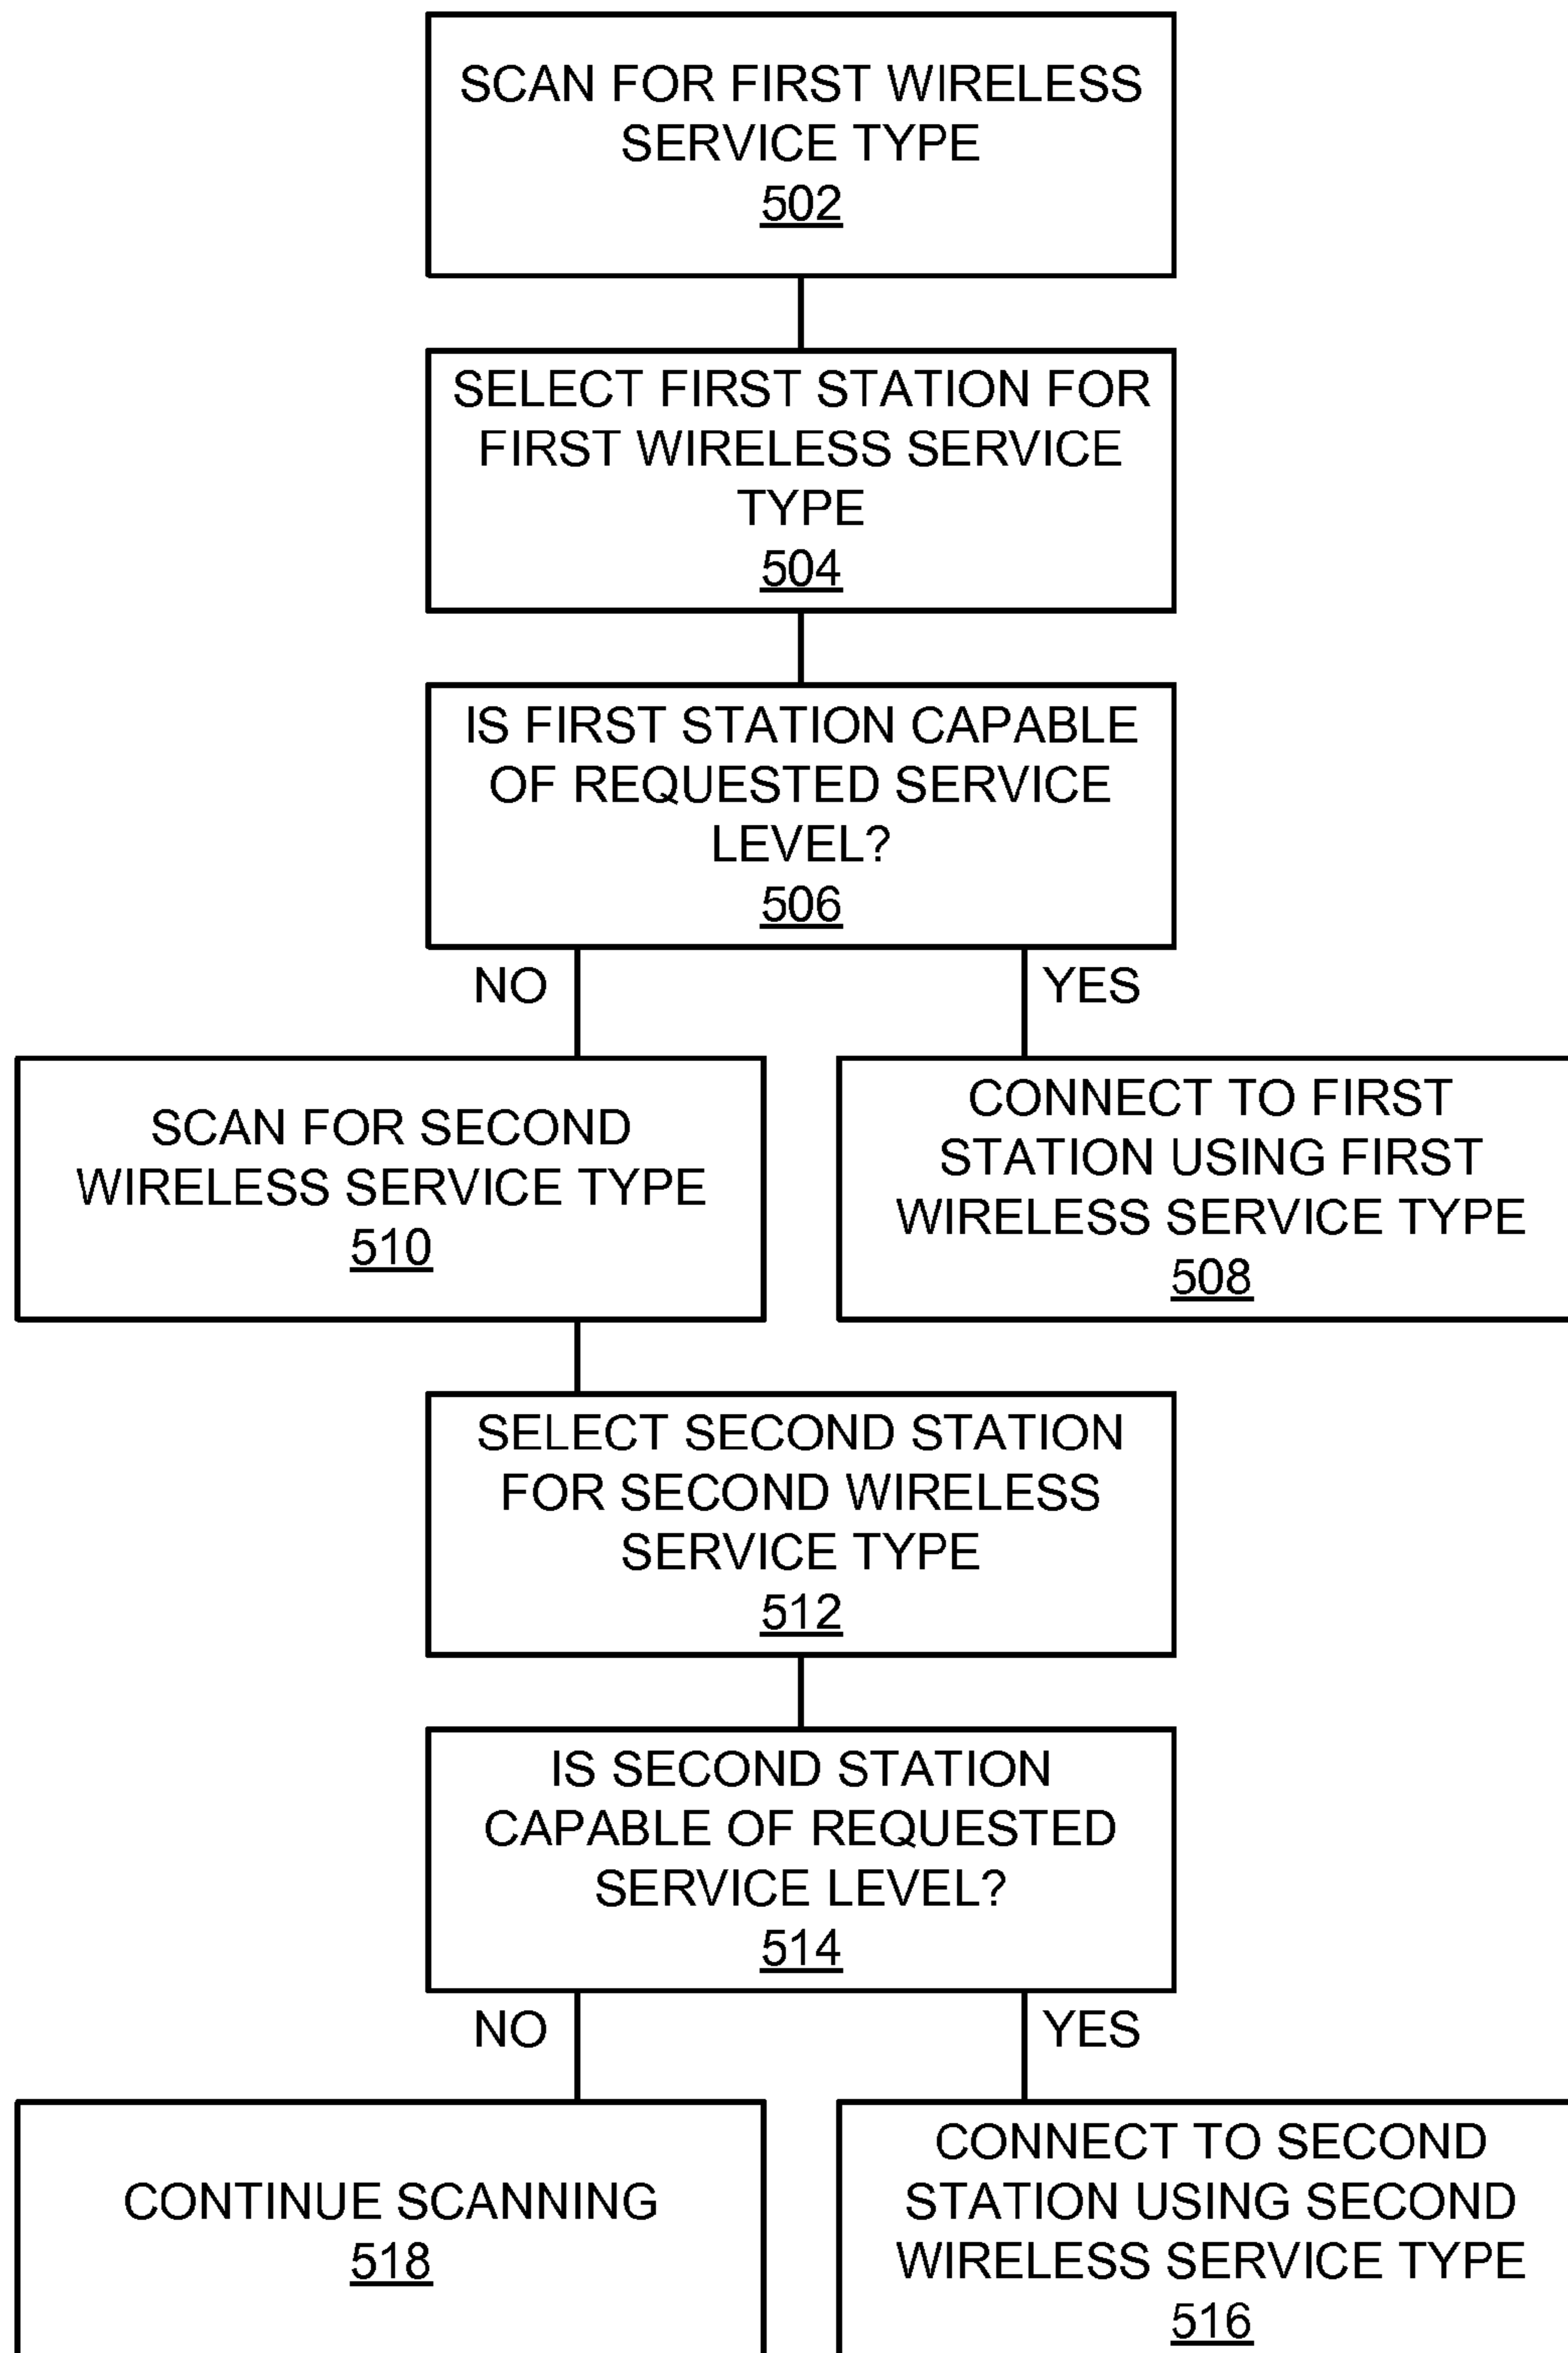 SCAN FOR FIRST WIRELESS
SERVICE TYPE
502
SELECT FIRST STATION FOR
FIRST WIRELESS SERVICE
TYPE
504
IS FIRST STATION CAPABLE
OF REQUESTED SERVICE
LEVEL?
506
NO
YES
SCAN FOR SECOND
WIRELESS SERVICE TYPE
510
CONNECT TO FIRST
STATION USING FIRST
WIRELESS SERVICE TYPE
508
SELECT SECOND STATION
FOR SECOND WIRELESS
SERVICE TYPE
512
IS SECOND STATION
CAPABLE OF REQUESTED
SERVICE LEVEL?
514
NO
YES
CONTINUE SCANNING
518
CONNECT TO SECOND
STATION USING SECOND
WIRELESS SERVICE TYPE
516